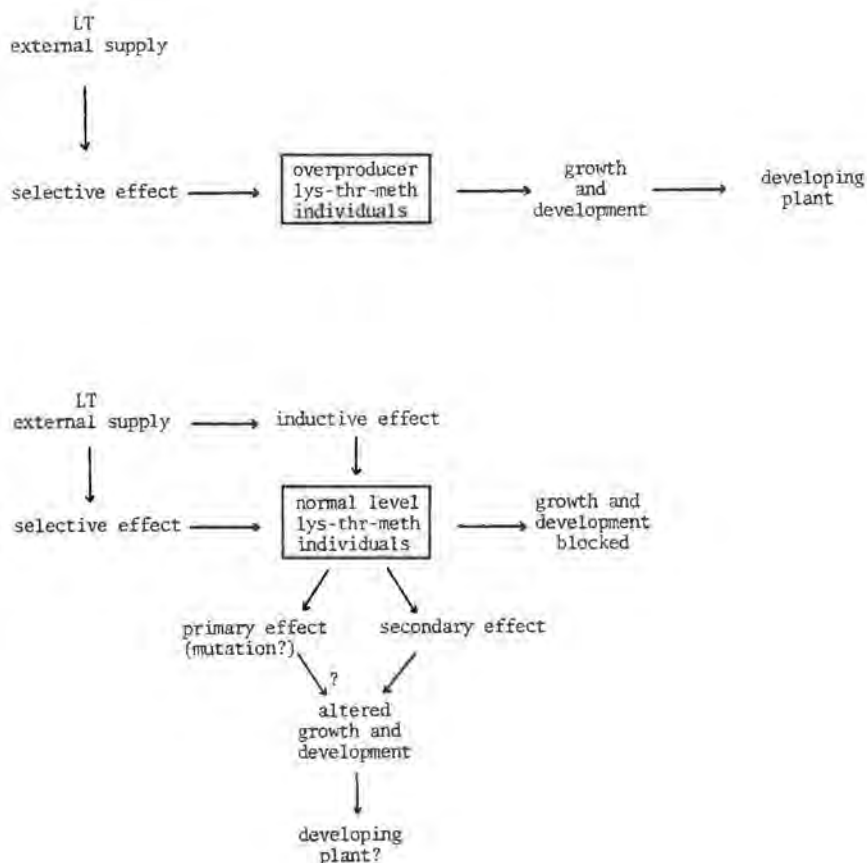 LT
external supply
selective effect
overproducer
lys-thr-meth
individuals
growth
and
development
developing
plant
LT
external supply
inductive effect
selective effect
normal level
lys-thr-meth
individuals
growth and
development
blocked
primary effect
(mutation?)
secondary effect
?
altered
growth and
development
developing
plant?